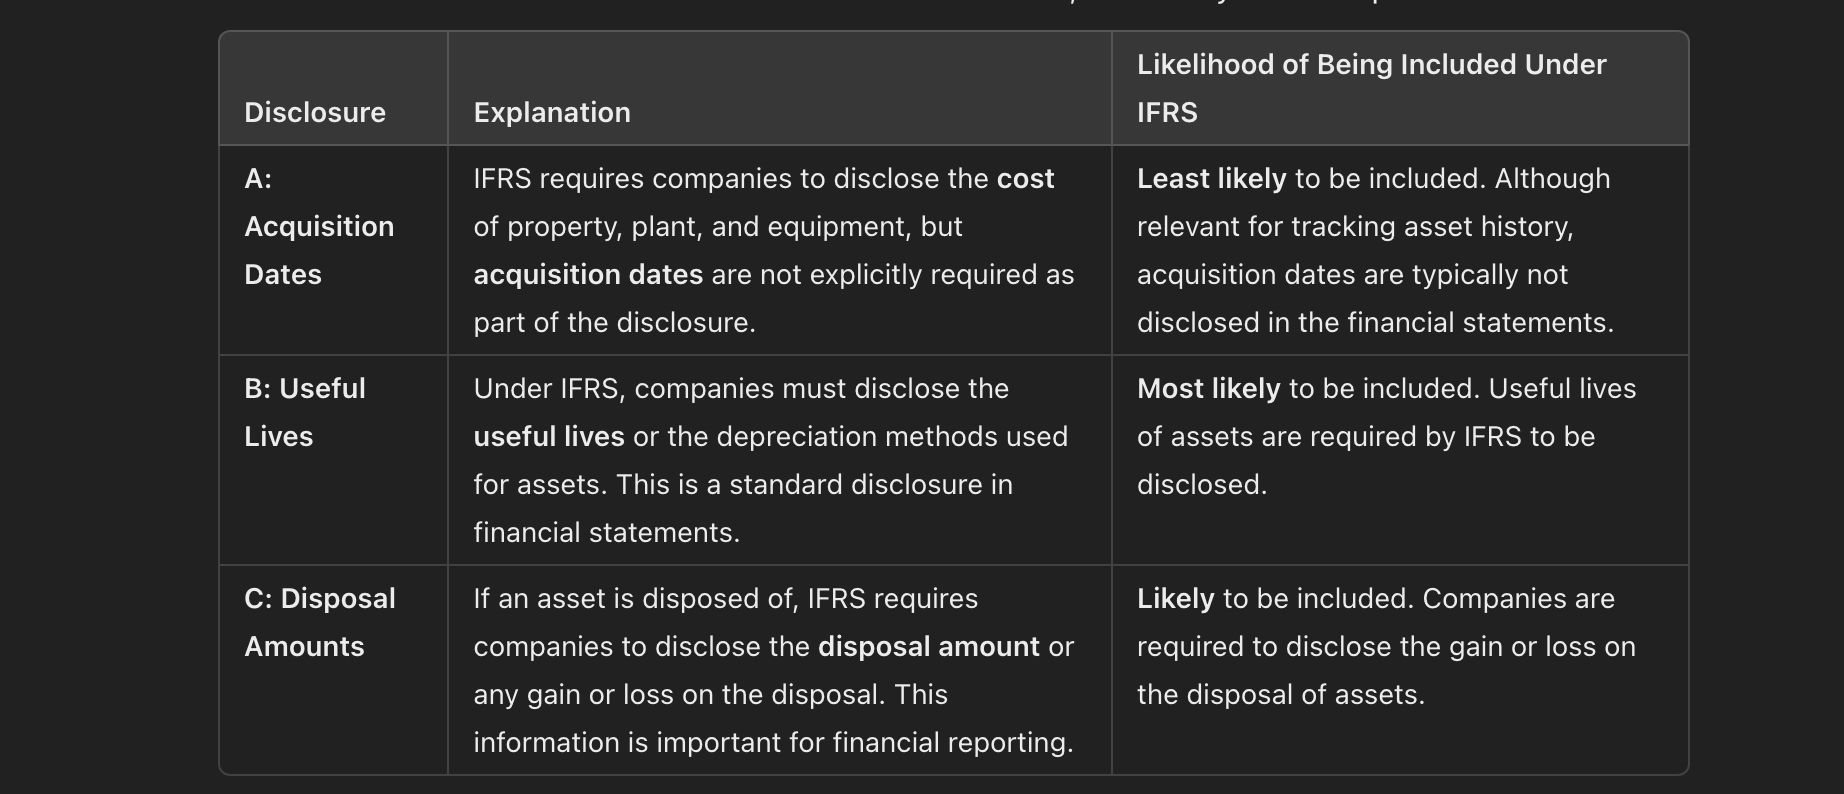 Disclosure
Explanation
Likelihood of Being Included Under
IFRS
A:
Acquisition
Dates
IFRS requires companies to disclose the cost
of property, plant, and equipment, but
acquisition dates are not explicitly required as
part of the disclosure.
Least likely to be included. Although
relevant for tracking asset history,
acquisition dates are typically not
disclosed in the financial statements.
B: Useful
Lives
Under IFRS, companies must disclose the
useful lives or the depreciation methods used
for assets. This is a standard disclosure in
financial statements.
Most likely to be included. Useful lives
of assets are required by IFRS to be
disclosed.
C: Disposal
Amounts
If an asset is disposed of, IFRS requires
companies to disclose the disposal amount or
any gain or loss on the disposal. This
information is important for financial reporting.
Likely to be included. Companies are
required to disclose the gain or loss on
the disposal of assets.